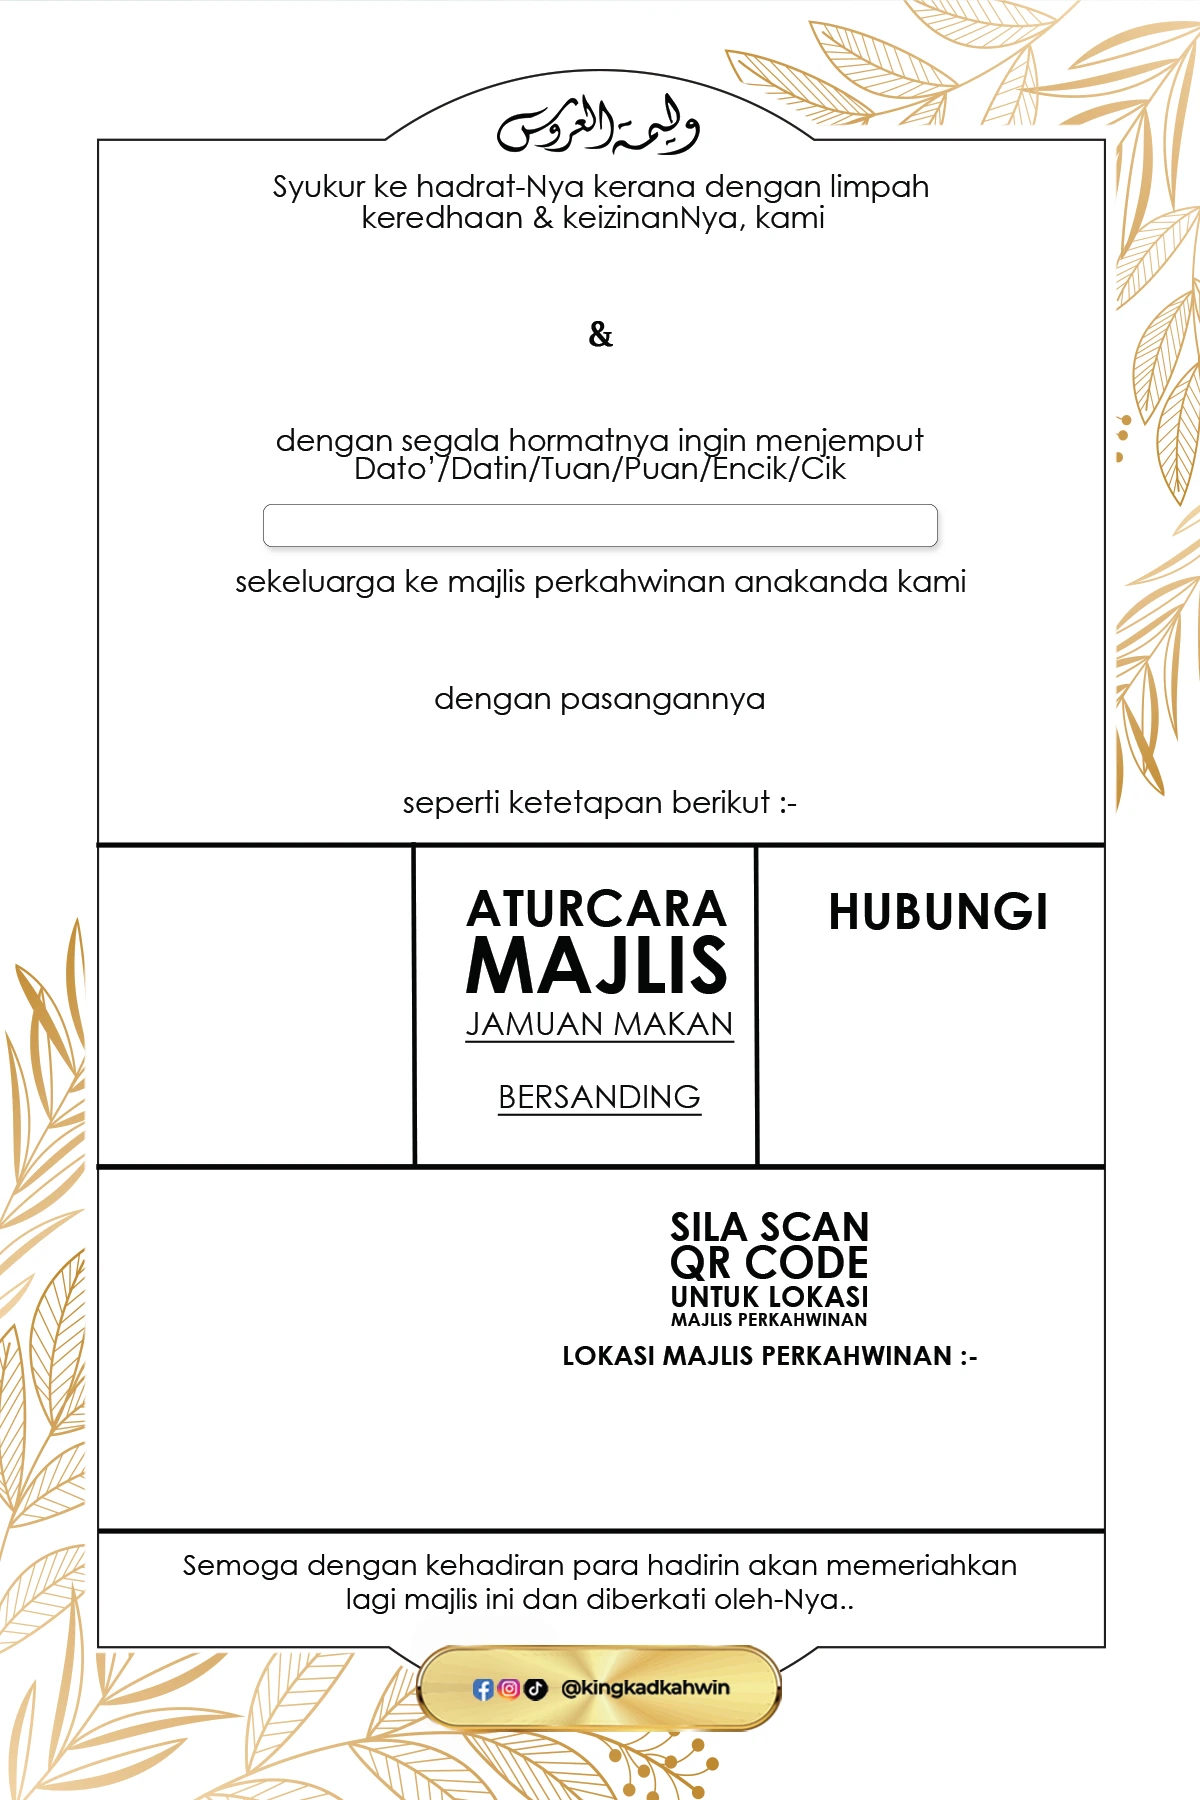 وليمة العروس
Syukur ke hadrat-Nya kerana dengan limpah
keredhaan & keizinanNya, kami
&
dengan segala hormatnya ingin menjemput
Dato’/Datin/Tuan/Puan/Encik/Cik
sekeluarga ke majlis perkahwinan anakanda kami
dengan pasangannya
seperti ketetapan berikut :-
ATURCARA
MAJLIS
JAMUAN MAKAN
BERSANDING
HUBUNGI
SILA SCAN
QR CODE
UNTUK LOKASI
MAJLIS PERKAHWINAN
LOKASI MAJLIS PERKAHWINAN :-
Semoga dengan kehadiran para hadirin akan memeriahkan
lagi majlis ini dan diberkati oleh-Nya..
@kingkadkahwin